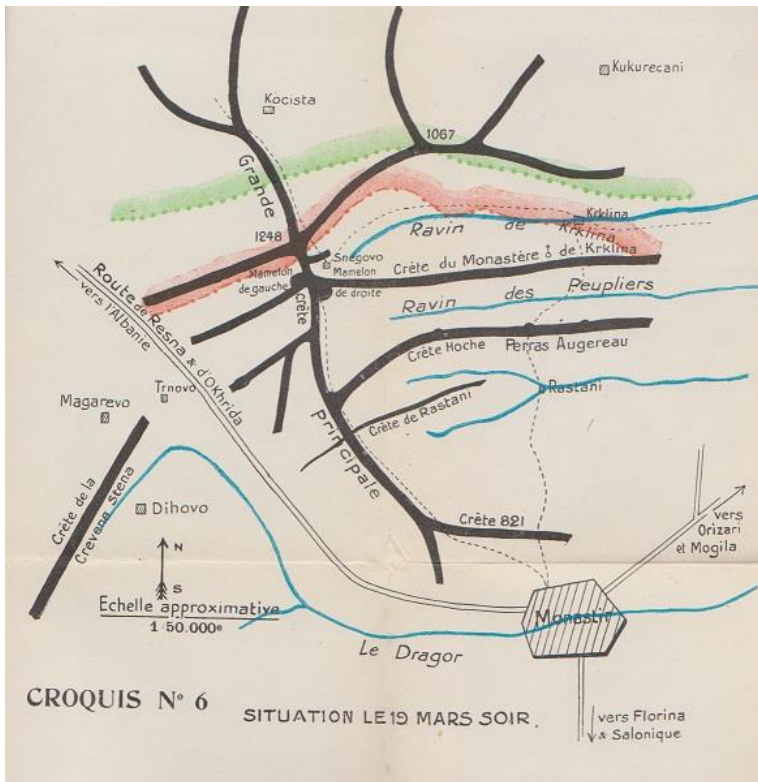 Kukurecani
Kocista
1067
Grande
Krklina
Ravin de Krklina
1248
Snegovo
Crête du Monastère de Krklina
Mamelon
de gauche
Mamelon
de droite
crête
Route de Resna & d'Okhrida
vers l'Albanie
Ravin des Peupliers
Crête Hoche
Perras Augereau
Trnovo
Magarevo
Rastani
Crête de Rastani
Principale
Crête de la
Crevena Stena
Dihovo
Crête 821
vers
Orizari
et Mogila
N
S
Echelle approximative
1 50.000e
Monastir
Le Dragor
CROQUIS No 6
SITUATION LE 19 MARS SOIR.
vers Florina
& Salonique